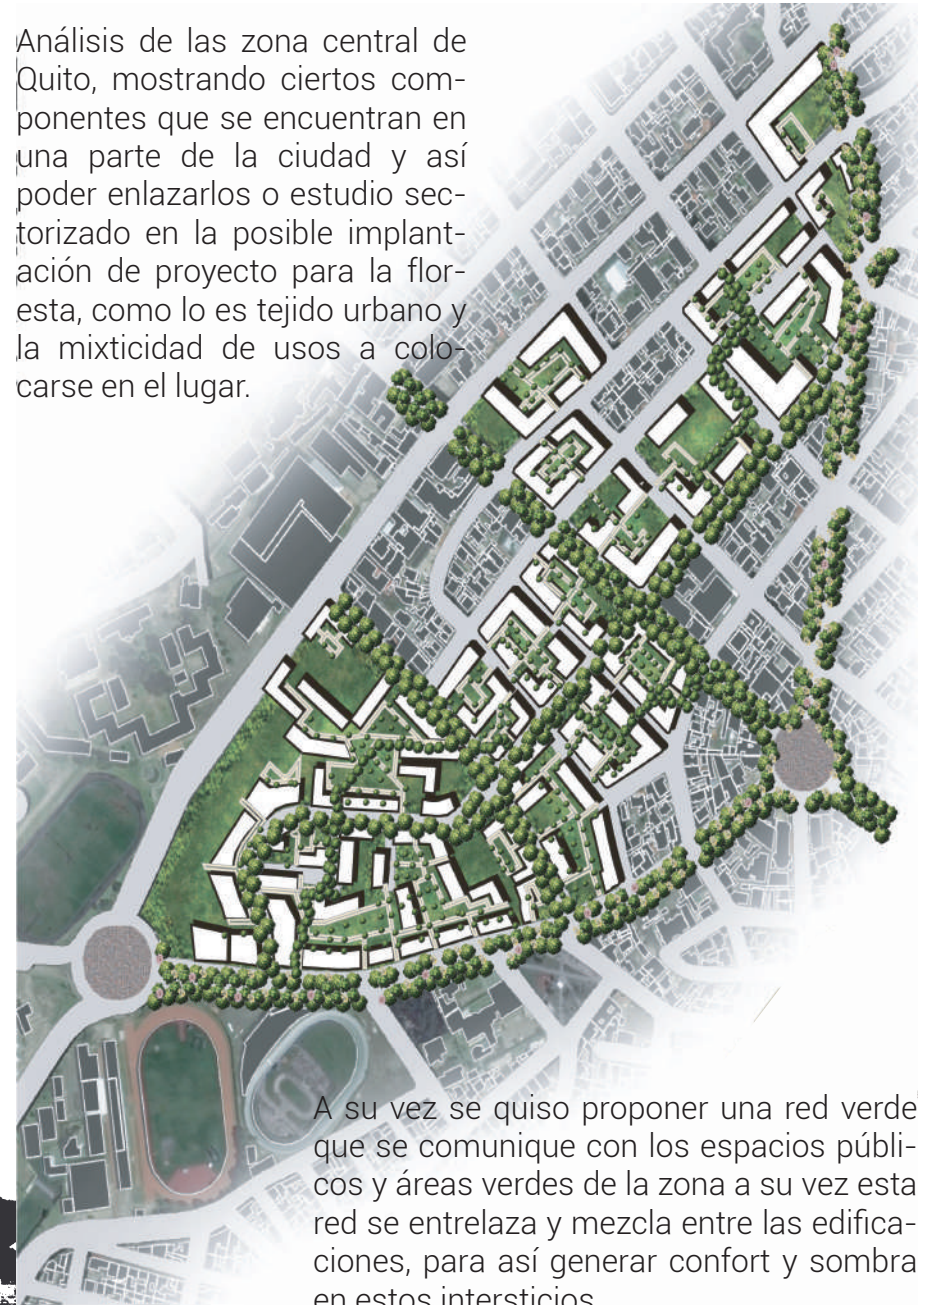 Análisis de las zona central de
Quito, mostrando ciertos com-
ponentes que se encuentran en
una parte de la ciudad y así
poder enlazarlos o estudio sec-
torizado en la posible implant-
ación de proyecto para la flor-
esta, como lo es tejido urbano y
la mixticidad de usos a colo-
carse en el lugar.
A su vez se quiso proponer una red verde
que se comunique con los espacios públi-
cos y áreas verdes de la zona a su vez esta
red se entrelaza y mezcla entre las edifica-
ciones, para así generar confort y sombra
en estos intersticios